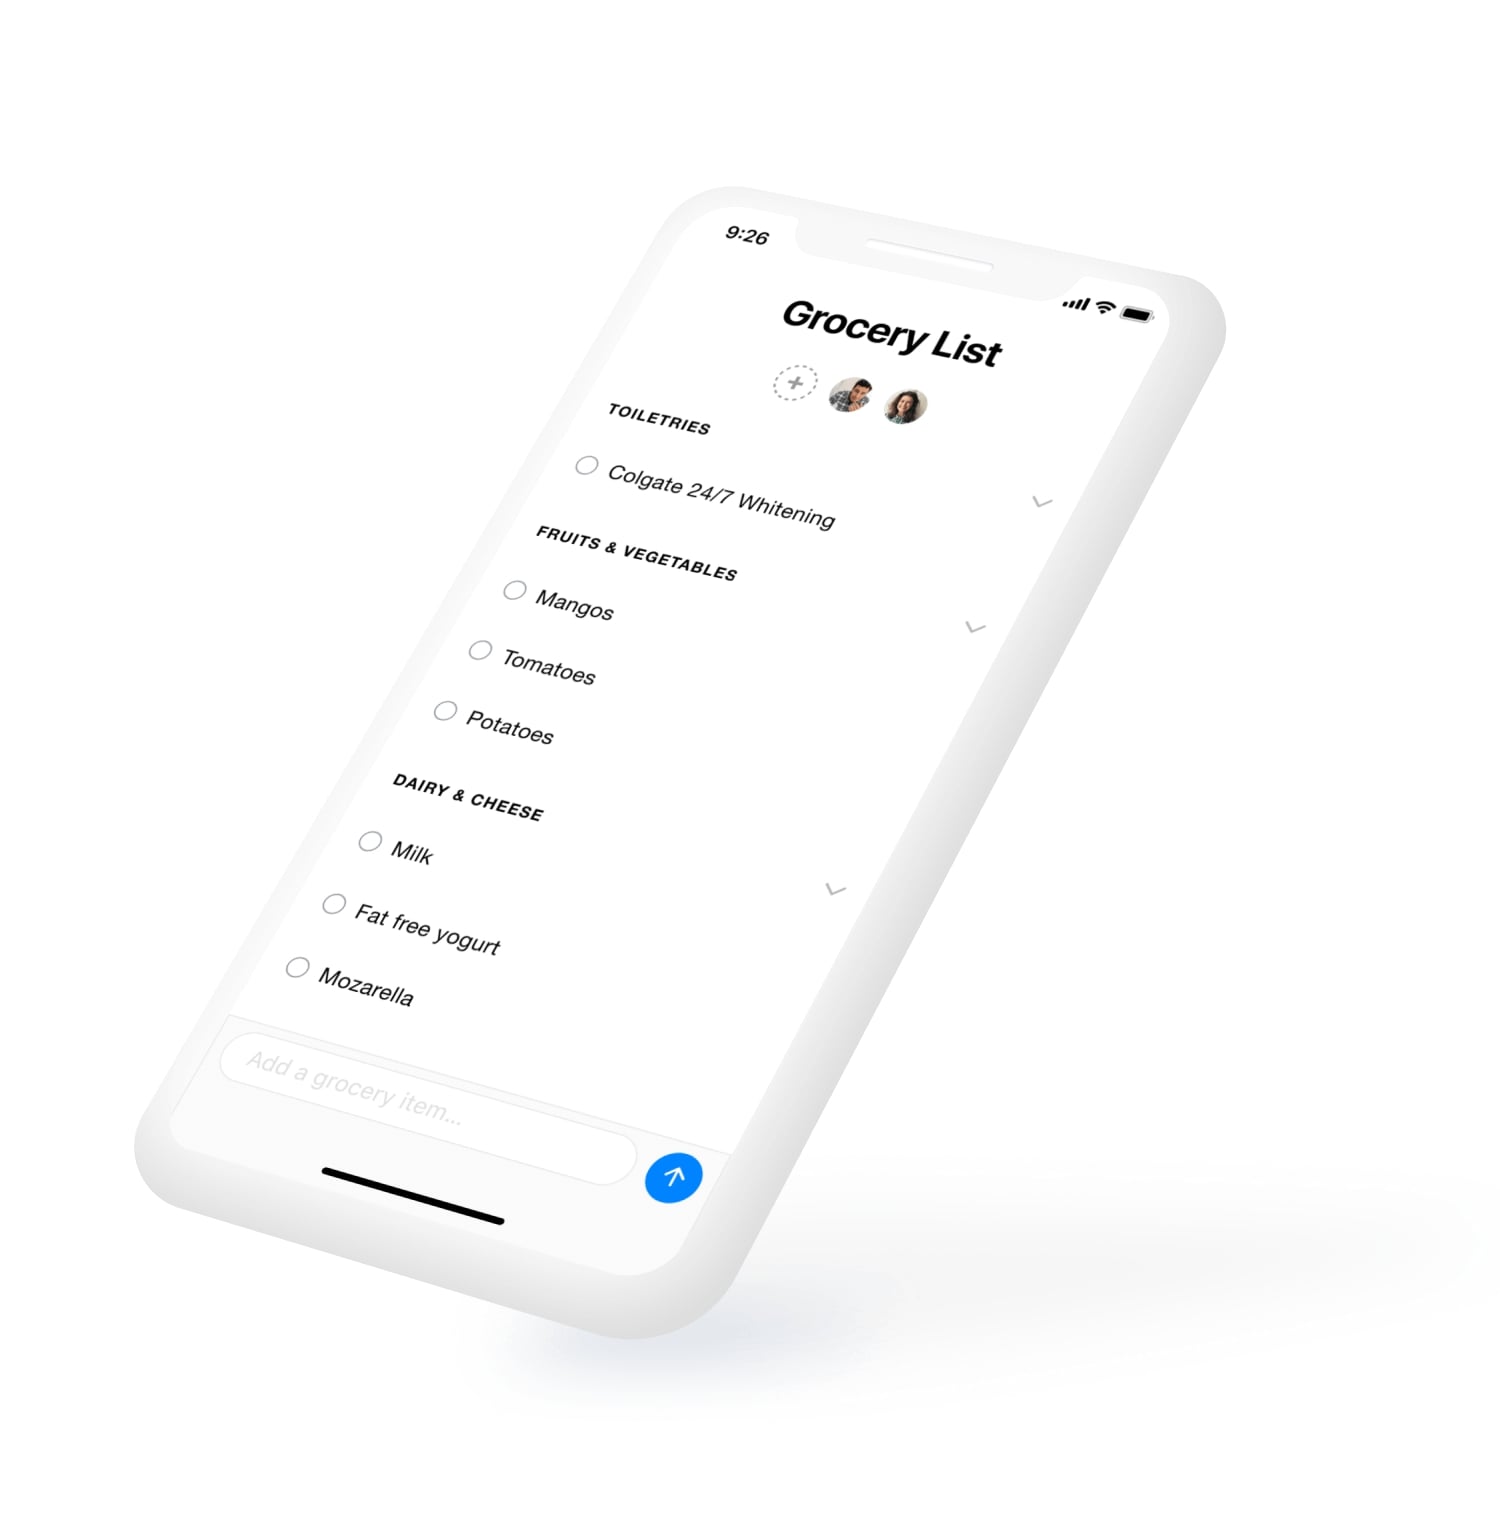 9:26
Grocery List
TOILETRIES
Colgate 24/7 Whitening
FRUITS & VEGETABLES
Mangos
Tomatoes
Potatoes
DAIRY & CHEESE
Milk
Fat free yogurt
Mozarella
Add a grocery item...